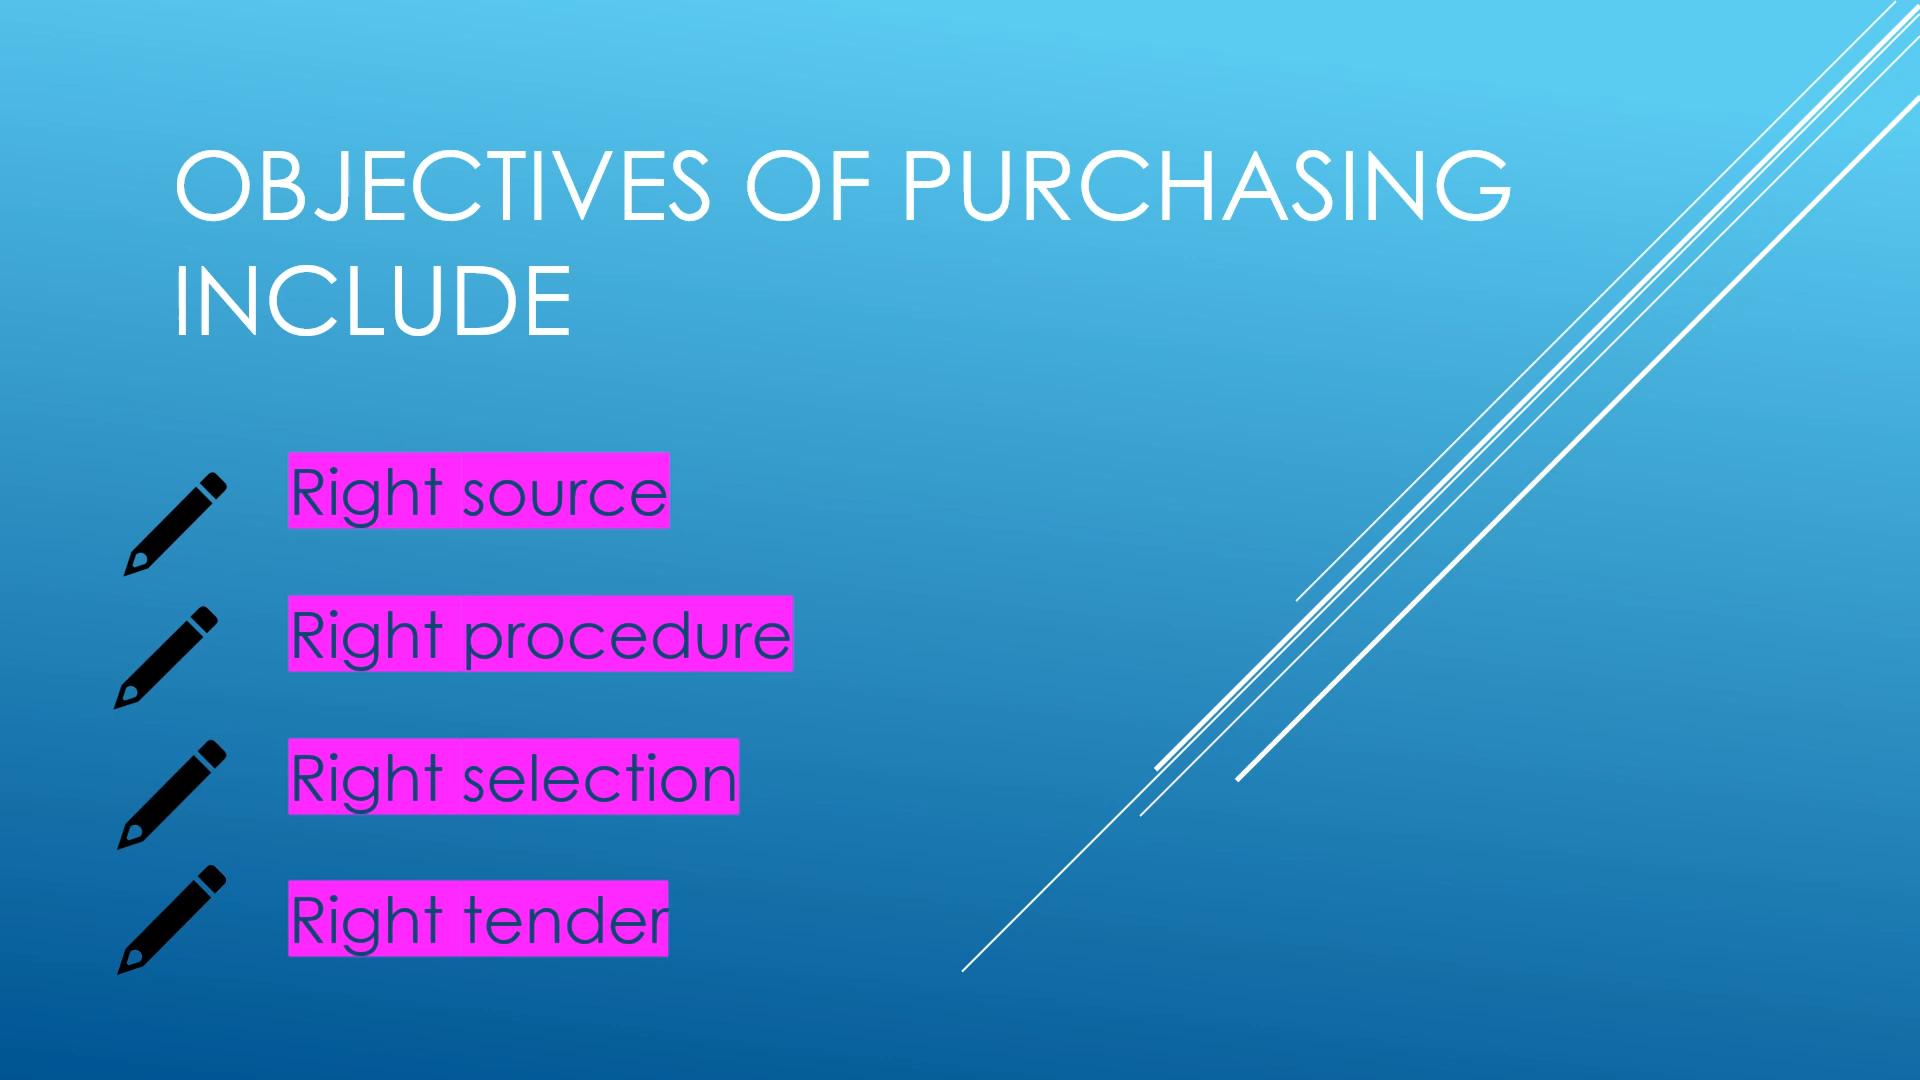 OBJECTIVES OF PURCHASING
INCLUDE
Right source
Right procedure
Right selection
Right tender